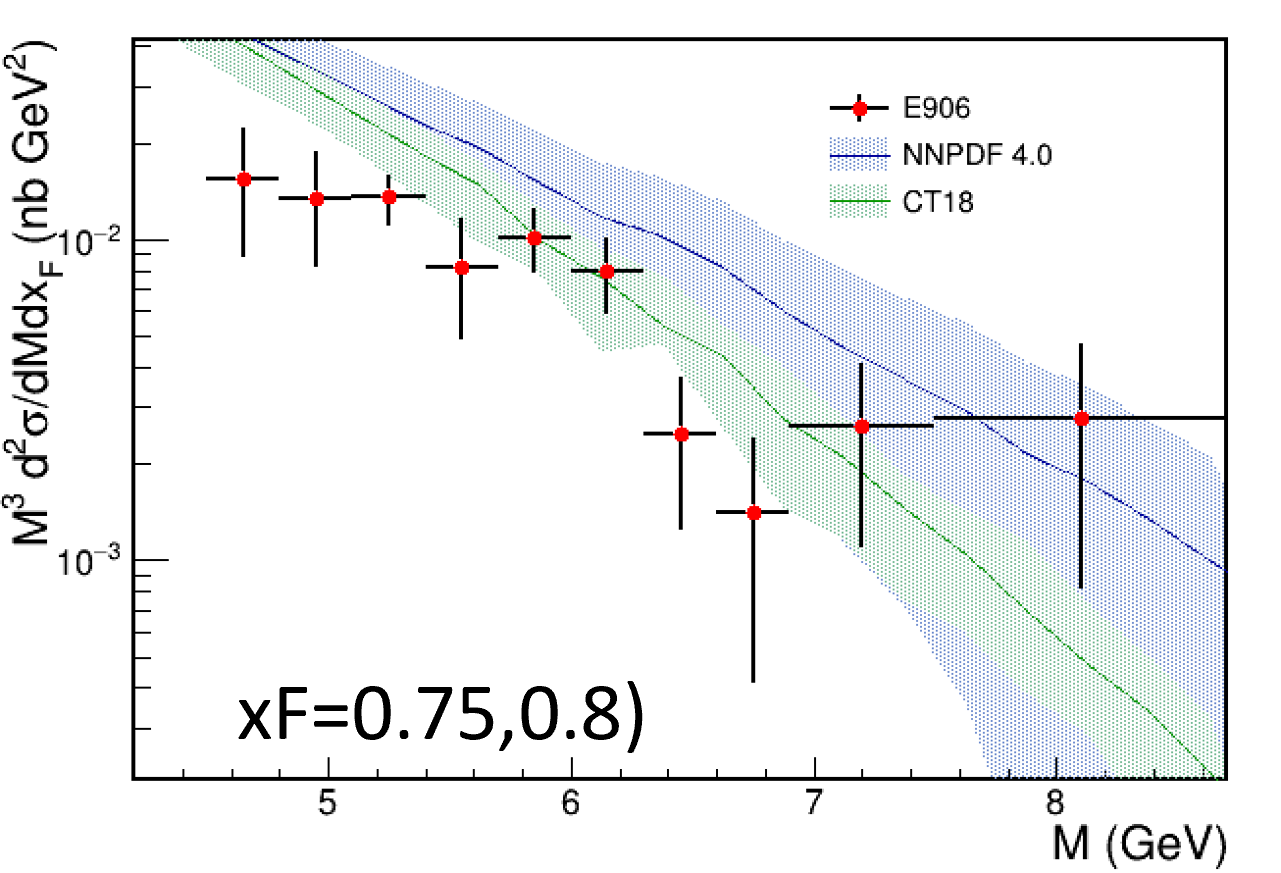 M³ d²σ/dMdx_F (nb GeV²)
10⁻²
10⁻³
E906
NNPDF 4.0
CT18
xF=0.75,0.8)
5 6 7 8
M (GeV)